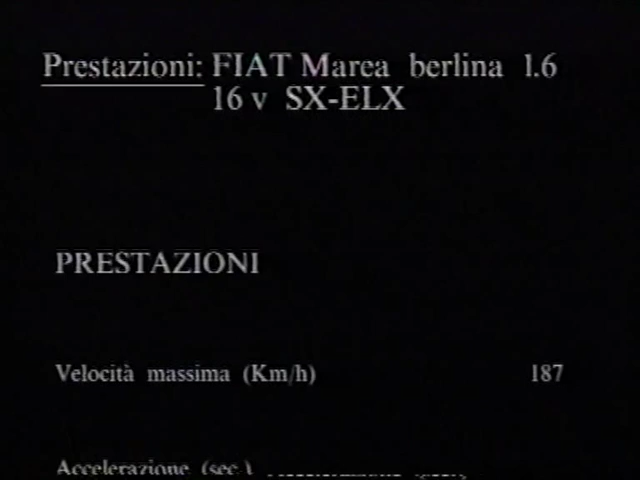 Prestazioni: FIAT Marea berlina 1.6
16 v SX-ELX
PRESTAZIONI
Velocità massima (Km/h) 187
Accelerazione (sec.)